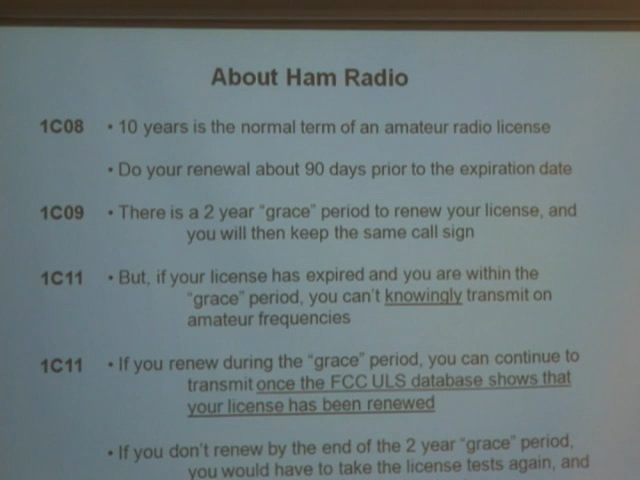 About Ham Radio
1C08 • 10 years is the normal term of an amateur radio license
• Do your renewal about 90 days prior to the expiration date
1C09 • There is a 2 year “grace” period to renew your license, and
you will then keep the same call sign
1C11 • But, if your license has expired and you are within the
“grace” period, you can’t knowingly transmit on
amateur frequencies
1C11 • If you renew during the “grace” period, you can continue to
transmit once the FCC ULS database shows that
your license has been renewed
• If you don’t renew by the end of the 2 year “grace” period,
you would have to take the license tests again, and